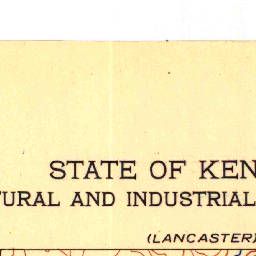 STATE OF KEN
TURAL AND INDUSTRIAL
(LANCASTER)